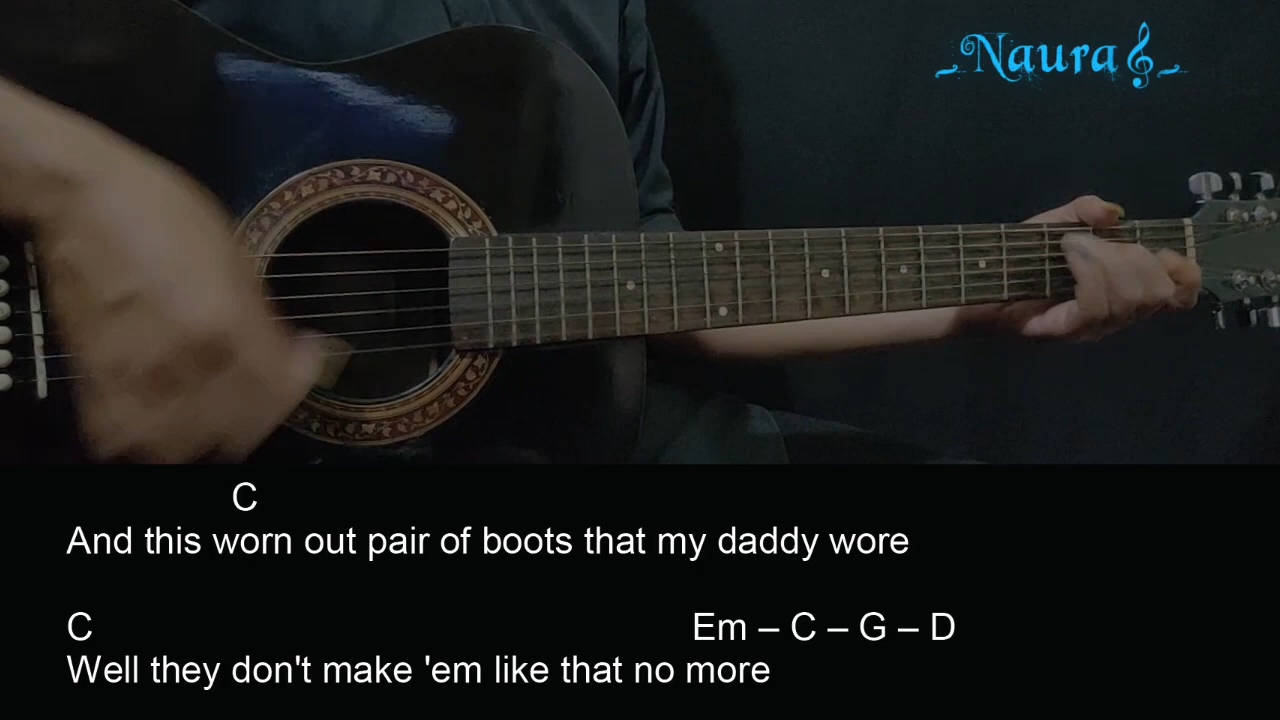 Naura
C
And this worn out pair of boots that my daddy wore
C Em – C – G – D
Well they don't make 'em like that no more